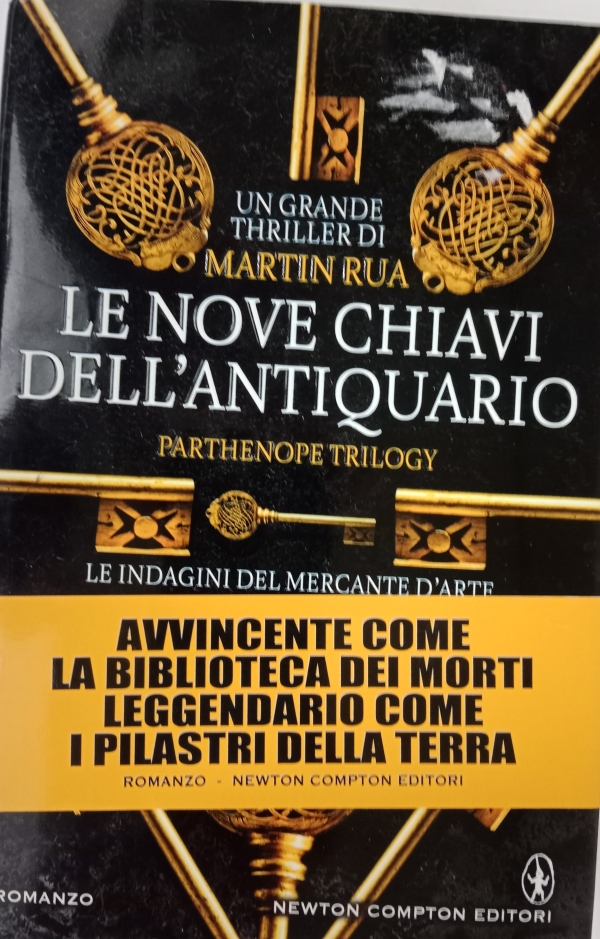 UN GRANDE
THRILLER DI
MARTIN RUA
LE NOVE CHIAVI
DELL'ANTIQUARIO
PARTHENOPE TRILOGY
LE INDAGINI DEL MERCANTE D'ARTE
AVVINCENTE COME
LA BIBLIOTECA DEI MORTI
LEGGENDARIO COME
I PILASTRI DELLA TERRA
ROMANZO - NEWTON COMPTON EDITORI
ROMANZO
NEWTON COMPTON EDITORI